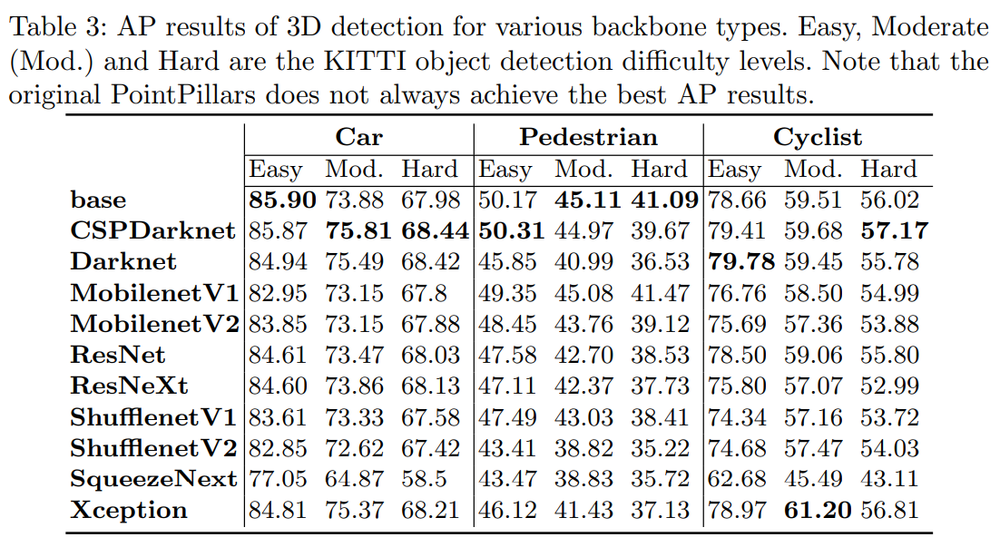 Table 3: AP results of 3D detection for various backbone types. Easy, Moderate
(Mod.) and Hard are the KITTI object detection difficulty levels. Note that the
original PointPillars does not always achieve the best AP results.
Car Pedestrian Cyclist
Easy Mod. Hard Easy Mod. Hard Easy Mod. Hard
base 85.90 73.88 67.98 50.17 45.11 41.09 78.66 59.51 56.02
CSPDarknet 85.87 75.81 68.44 50.31 44.97 39.67 79.41 59.68 57.17
Darknet 84.94 75.49 68.42 45.85 40.99 36.53 79.78 59.45 55.78
MobilenetV1 82.95 73.15 67.8 49.35 45.08 41.47 76.76 58.50 54.99
MobilenetV2 83.85 73.15 67.88 48.45 43.76 39.12 75.69 57.36 53.88
ResNet 84.61 73.47 68.03 47.58 42.70 38.53 78.50 59.06 55.80
ResNeXt 84.60 73.86 68.13 47.11 42.37 37.73 75.80 57.07 52.99
ShufflenetV1 83.61 73.33 67.58 47.49 43.03 38.41 74.34 57.16 53.72
ShufflenetV2 82.85 72.62 67.42 43.41 38.82 35.22 74.68 57.47 54.03
SqueezeNext 77.05 64.87 58.5 43.47 38.83 35.72 62.68 45.49 43.11
Xception 84.81 75.37 68.21 46.12 41.43 37.13 78.97 61.20 56.81